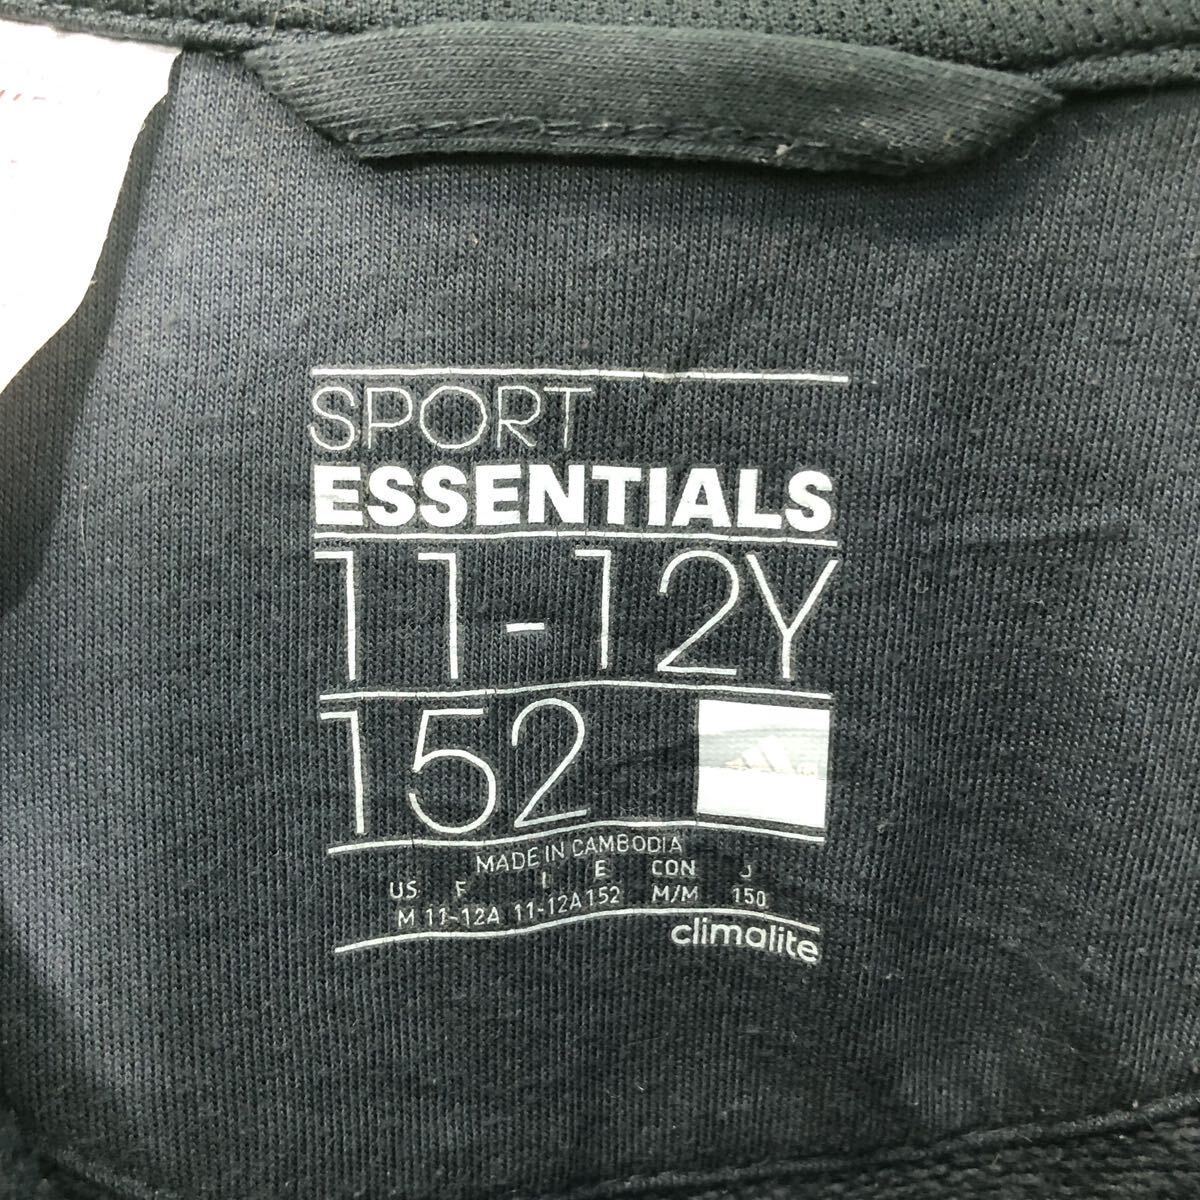 SPORT
ESSENTIALS
11-12Y
152
MADE IN CAMBODIA
US F I E CON J
M 11-12A 11-12A 152 M/M 150
climalite